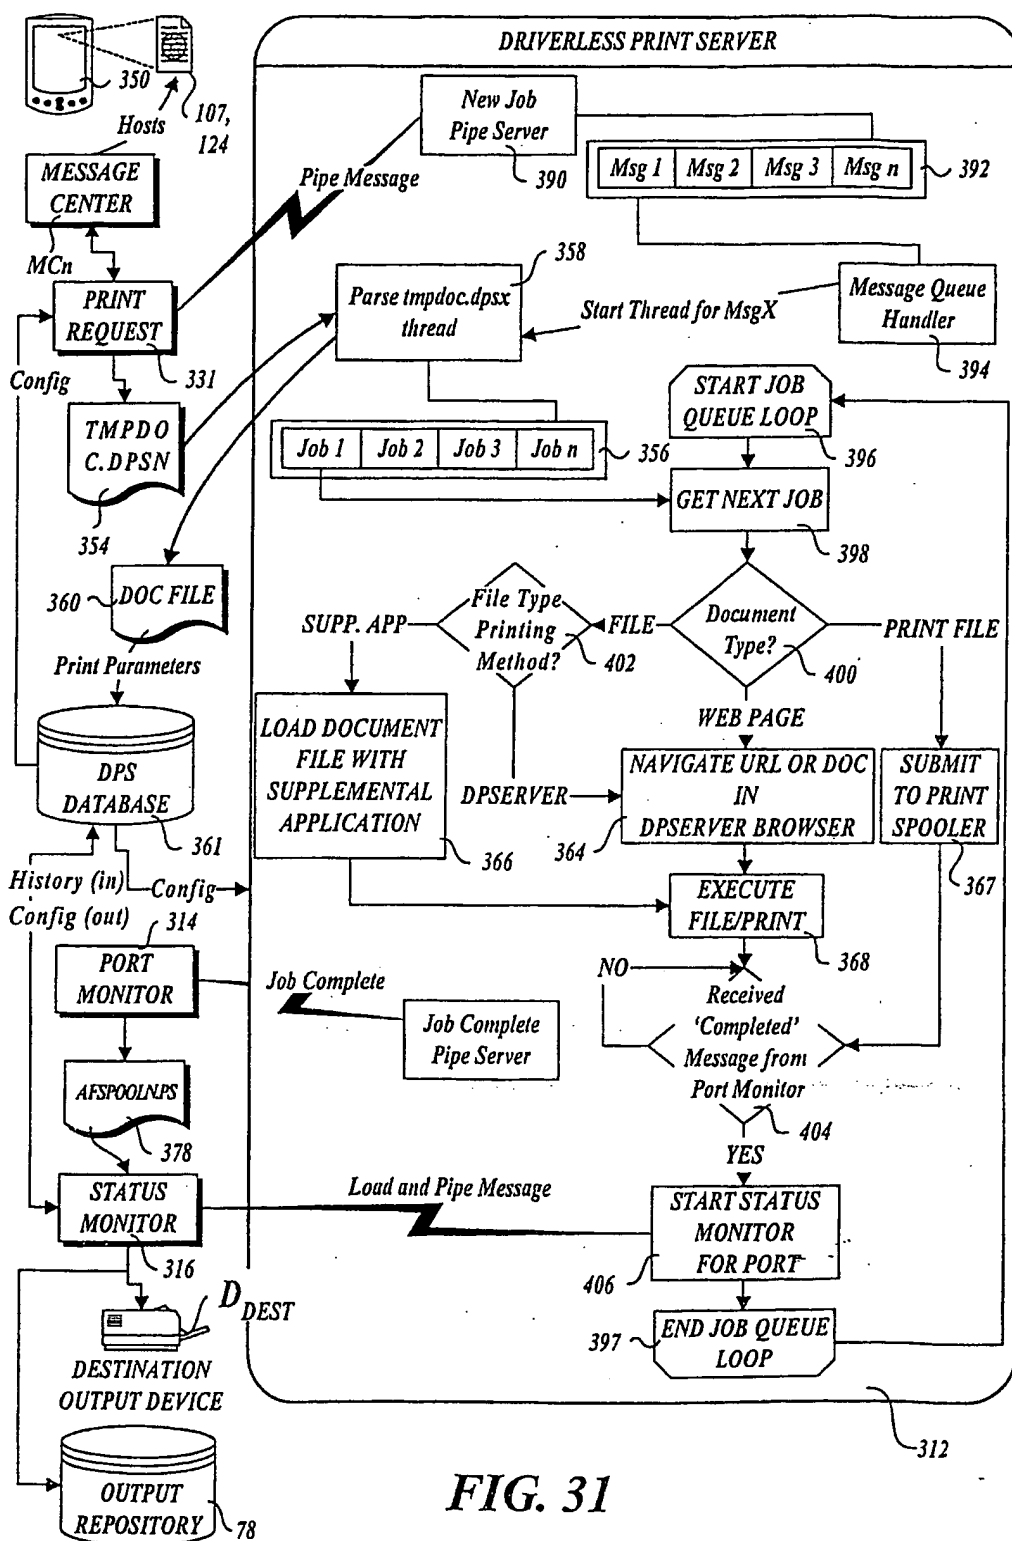 DRIVERLESS PRINT SERVER
350
107,
124
Hosts
MESSAGE
CENTER
MCn
New Job
Pipe Server
390
Msg 1
Msg 2
Msg 3
Msg n
392
Pipe Message
PRINT
REQUEST
331
Config
358
Parse tmpdoc.dpsx
thread
Start Thread for MsgX
Message Queue
Handler
394
TMPDO
C.DPSN
354
Job 1
Job 2
Job 3
Job n
356
START JOB
QUEUE LOOP
396
GET NEXT JOB
398
360
DOC FILE
Print Parameters
SUPP. APP
File Type
Printing
Method?
402
FILE
Document
Type?
400
PRINT FILE
WEB PAGE
DPS
DATABASE
361
LOAD DOCUMENT
FILE WITH
SUPPLEMENTAL
APPLICATION
366
DPSERVER
NAVIGATE URL OR DOC
IN
DPSERVER BROWSER
364
SUBMIT
TO PRINT
SPOOLER
367
History (in)
Config (out)
Config
314
EXECUTE
FILE/PRINT
368
PORT
MONITOR
Job Complete
Job Complete
Pipe Server
NO
Received
'Completed'
Message from
Port Monitor
404
YES
AFSPOOLN.PS
378
STATUS
MONITOR
316
Load and Pipe Message
START STATUS
MONITOR
FOR PORT
406
D DEST
DESTINATION
OUTPUT DEVICE
397
END JOB QUEUE
LOOP
312
OUTPUT
REPOSITORY
78
FIG. 31